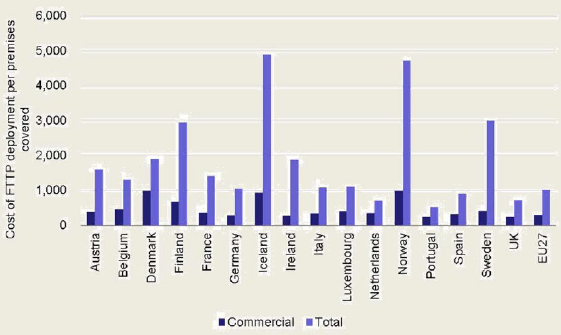 Cost of FTTP deployment per premises
covered
6,000
5,000
4,000
3,000
2,000
1,000
0
Austria
Belgium
Denmark
Finland
France
Germany
Iceland
Ireland
Italy
Luxembourg
Netherlands
Norway
Portugal
Spain
Sweden
UK
EU27
Commercial Total